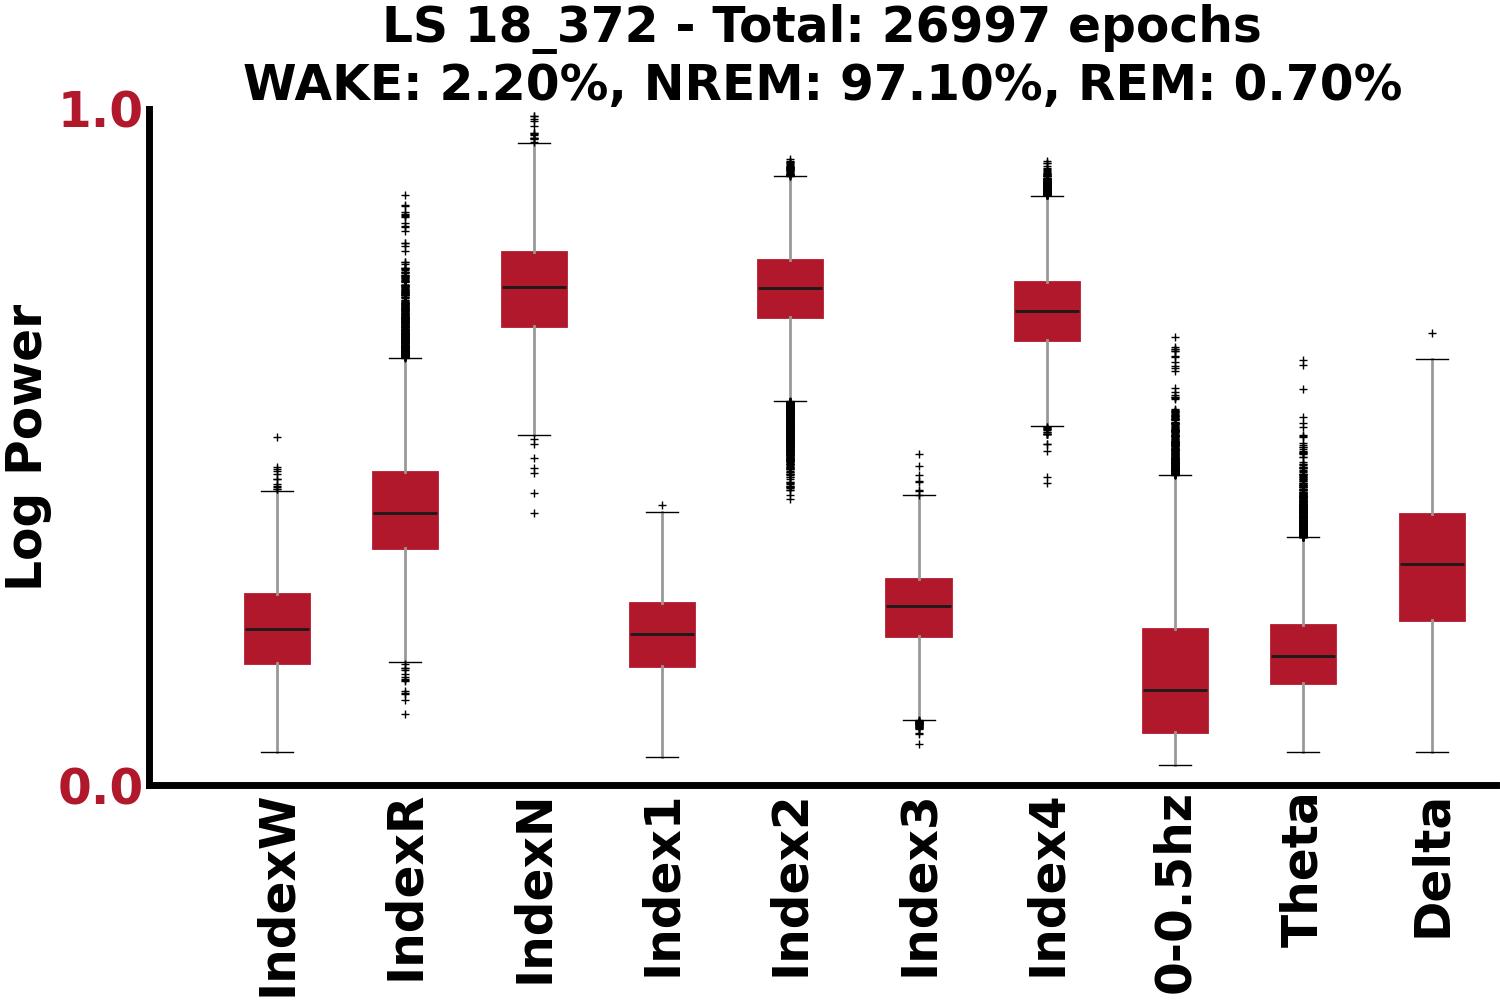 LS 18_372 - Total: 26997 epochs
WAKE: 2.20%, NREM: 97.10%, REM: 0.70%
1.0
Log Power
0.0
IndexW
IndexR
IndexN
Index1
Index2
Index3
Index4
0-0.5hz
Theta
Delta